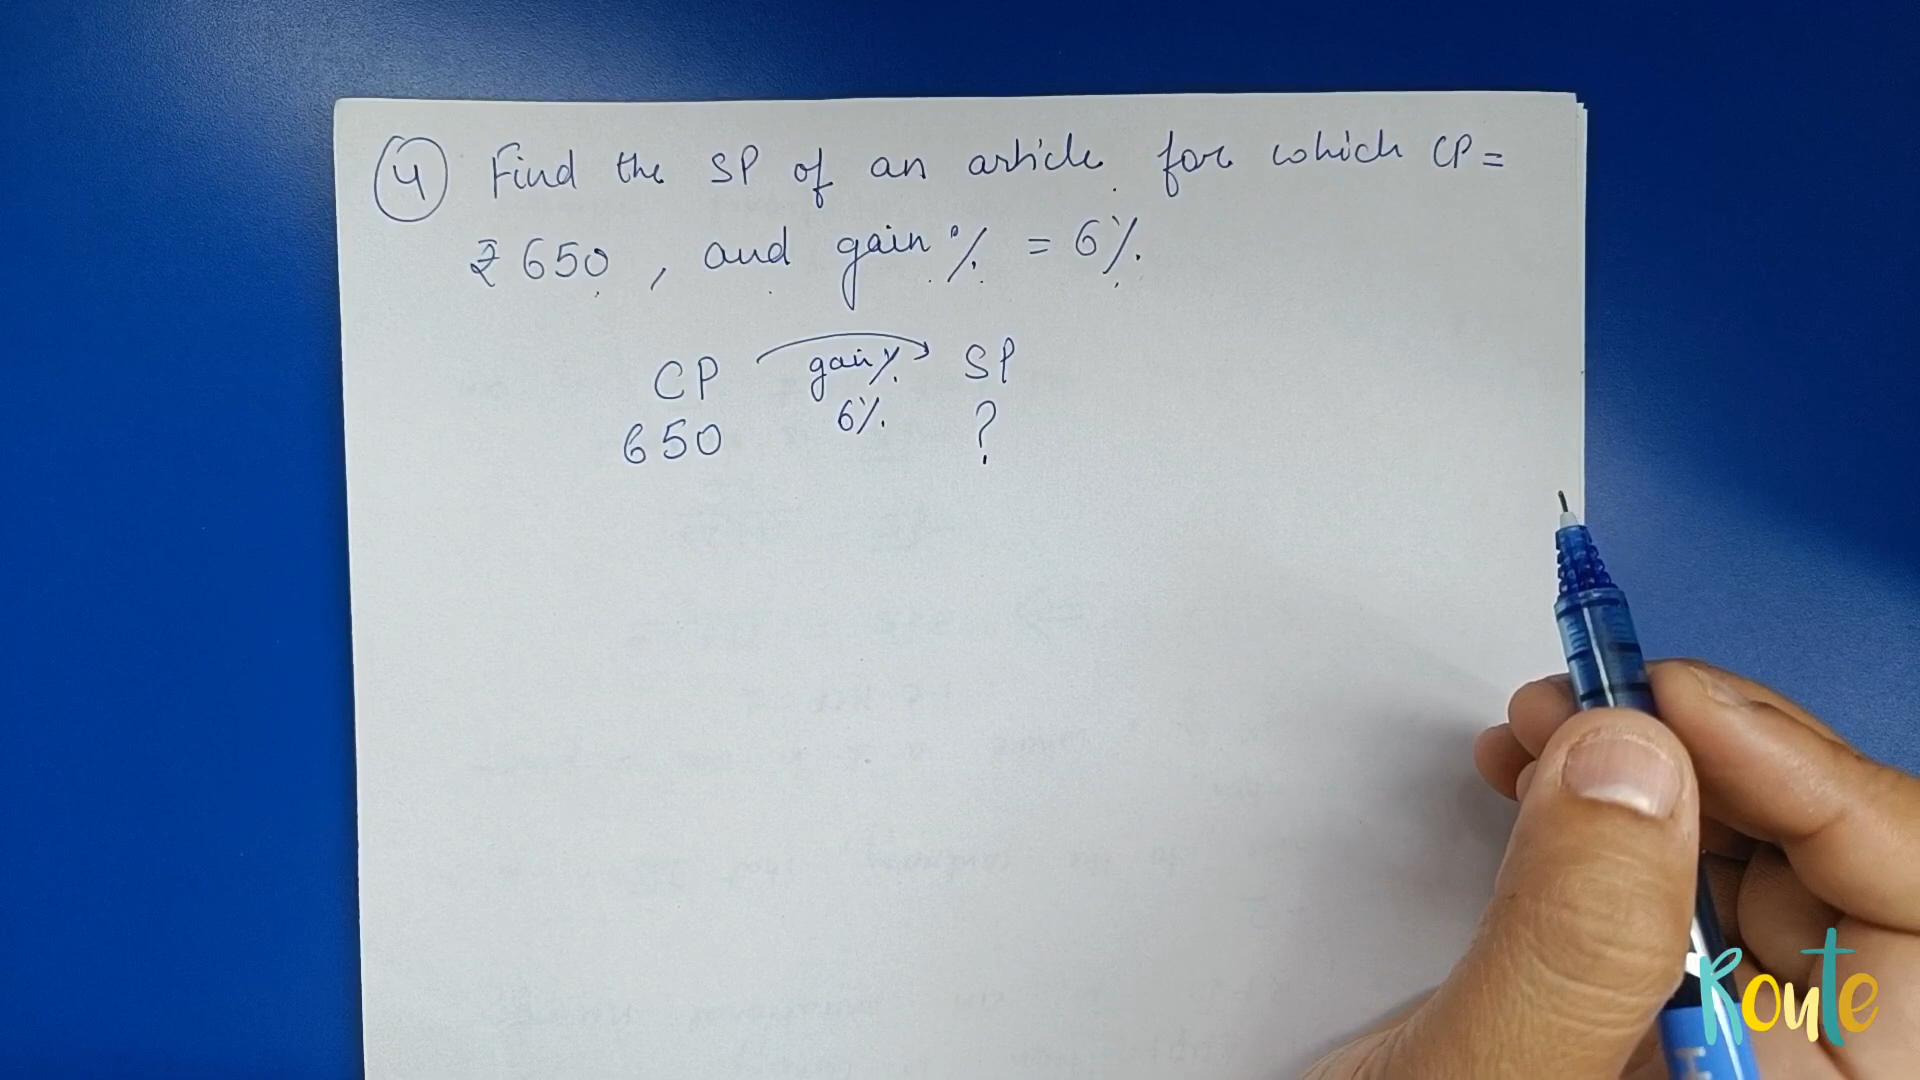 4 Find the SP of an article for which CP =
₹ 650 , and gain % = 6%.
CP gain% SP
650 6% ?
Route